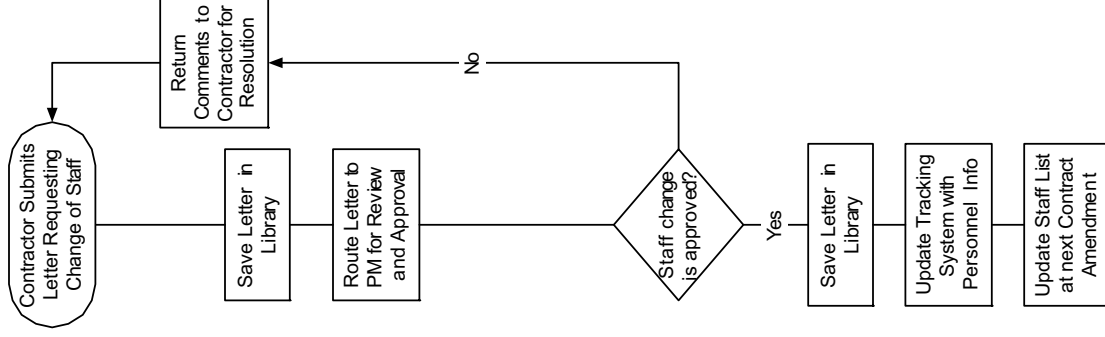 Contractor Submits
Letter Requesting
Change of Staff
Return
Comments to
Contractor for
Resolution
Save Letter in
Library
Route Letter to
PM for Review
and Approval
No
Staff change
is approved?
Yes
Save Letter in
Library
Update Tracking
System with
Personnel Info
Update Staff List
at next Contract
Amendment